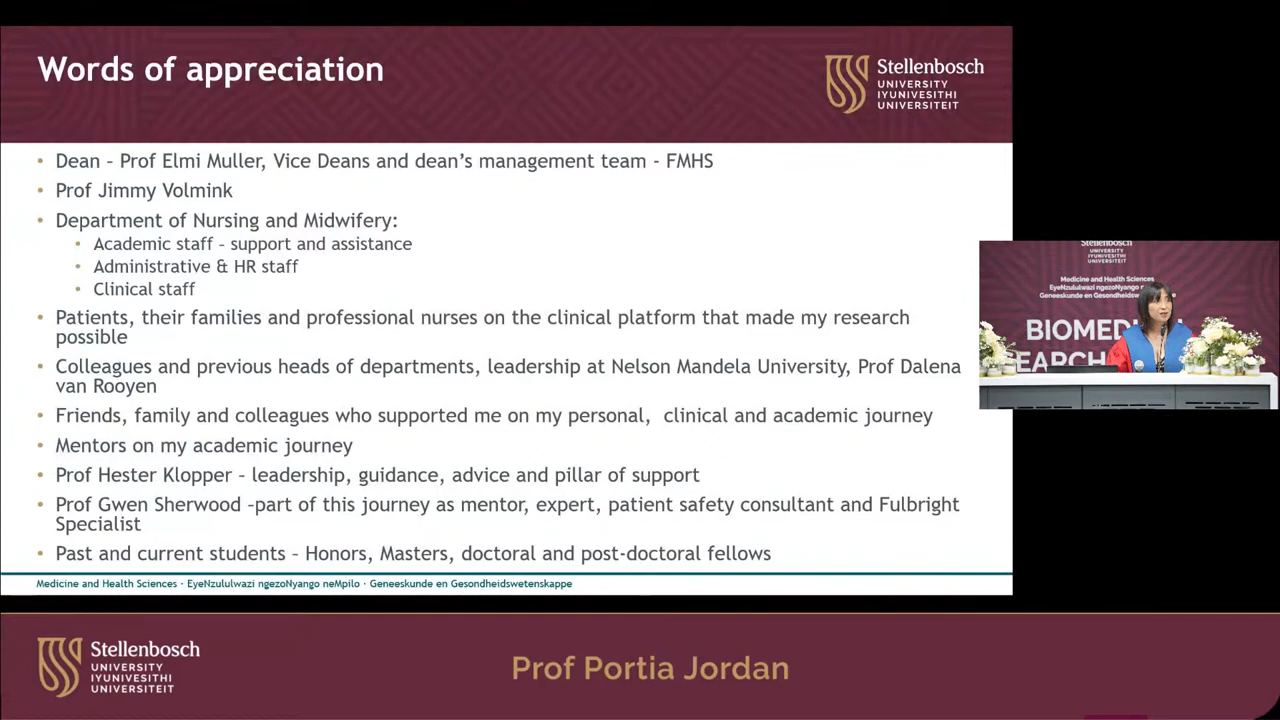 Words of appreciation
Stellenbosch
UNIVERSITY
IYUNIVESITHI
UNIVERSITEIT
• Dean – Prof Elmi Muller, Vice Deans and dean's management team - FMHS
• Prof Jimmy Volmink
• Department of Nursing and Midwifery:
• Academic staff – support and assistance
• Administrative & HR staff
• Clinical staff
• Patients, their families and professional nurses on the clinical platform that made my research
possible
• Colleagues and previous heads of departments, leadership at Nelson Mandela University, Prof Dalena
van Rooyen
• Friends, family and colleagues who supported me on my personal, clinical and academic journey
• Mentors on my academic journey
• Prof Hester Klopper – leadership, guidance, advice and pillar of support
• Prof Gwen Sherwood –part of this journey as mentor, expert, patient safety consultant and Fulbright
Specialist
• Past and current students – Honors, Masters, doctoral and post-doctoral fellows
Medicine and Health Sciences · EyeNzululwazi ngezoNyango neMpilo · Geneeskunde en Gesondheidswetenskappe
Stellenbosch
UNIVERSITY
IYUNIVESITHI
UNIVERSITEIT
Medicine and Health Sciences
EyeNzululwazi ngezoNyango neMpilo
Geneeskunde en Gesondheidswetenskappe
BIOMED
EARCH
Stellenbosch
UNIVERSITY
IYUNIVESITHI
UNIVERSITEIT
Prof Portia Jordan